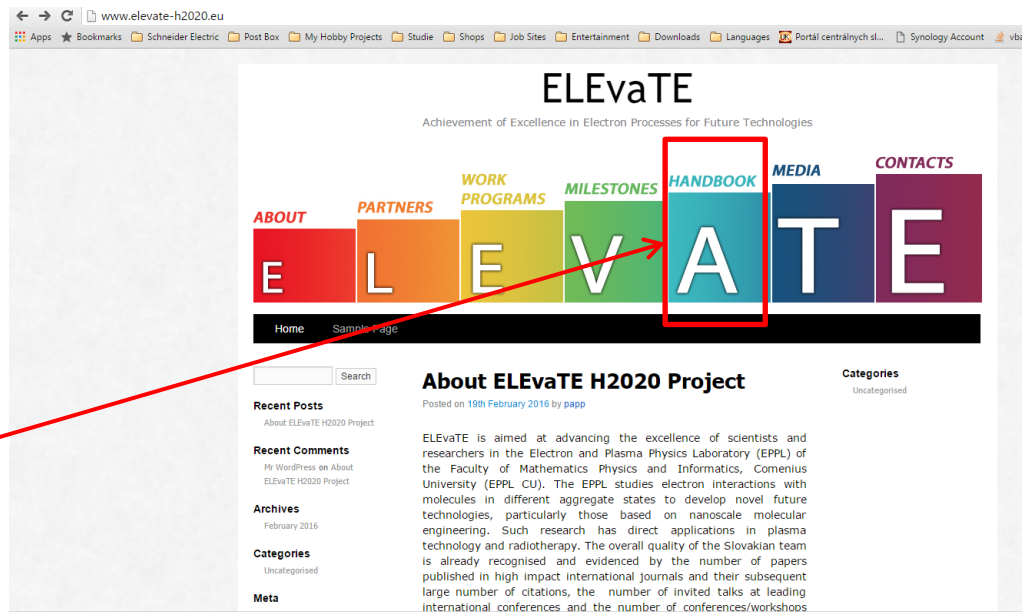 www.elevate-h2020.eu
Apps Bookmarks Schneider Electric Post Box My Hobby Projects Studie Shops Job Sites Entertainment Downloads Languages Portál centrálnych sl... Synology Account vba
ELEvaTE
Achievement of Excellence in Electron Processes for Future Technologies
ABOUT
PARTNERS
WORK
PROGRAMS
MILESTONES
HANDBOOK
MEDIA
CONTACTS
E L E V A T E
Home Sample Page
Search
Recent Posts
About ELEvaTE H2020 Project
Recent Comments
Mr WordPress on About
ELEvaTE H2020 Project
Archives
February 2016
Categories
Uncategorised
Meta
About ELEvaTE H2020 Project
Posted on 19th February 2016 by papp
ELEvaTE is aimed at advancing the excellence of scientists and
researchers in the Electron and Plasma Physics Laboratory (EPPL) of
the Faculty of Mathematics Physics and Informatics, Comenius
University (EPPL CU). The EPPL studies electron interactions with
molecules in different aggregate states to develop novel future
technologies, particularly those based on nanoscale molecular
engineering. Such research has direct applications in plasma
technology and radiotherapy. The overall quality of the Slovakian team
is already recognised and evidenced by the number of papers
published in high impact international journals and their subsequent
large number of citations, the number of invited talks at leading
international conferences and the number of conferences/workshops
Categories
Uncategorised